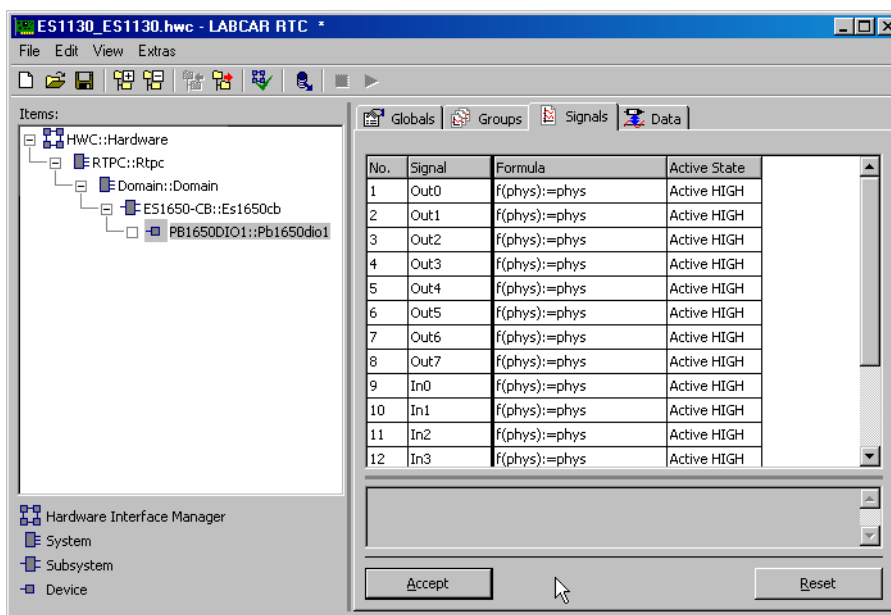 ES1130_ES1130.hwc - LABCAR RTC *
File Edit View Extras
Items:
HWC::Hardware
RTPC::Rtpc
Domain::Domain
ES1650-CB::Es1650cb
PB1650DIO1::Pb1650dio1
Hardware Interface Manager
System
Subsystem
Device
Globals Groups Signals Data
No. Signal Formula Active State
1 Out0 f(phys):=phys Active HIGH
2 Out1 f(phys):=phys Active HIGH
3 Out2 f(phys):=phys Active HIGH
4 Out3 f(phys):=phys Active HIGH
5 Out4 f(phys):=phys Active HIGH
6 Out5 f(phys):=phys Active HIGH
7 Out6 f(phys):=phys Active HIGH
8 Out7 f(phys):=phys Active HIGH
9 In0 f(phys):=phys Active HIGH
10 In1 f(phys):=phys Active HIGH
11 In2 f(phys):=phys Active HIGH
12 In3 f(phys):=phys Active HIGH
Accept Reset